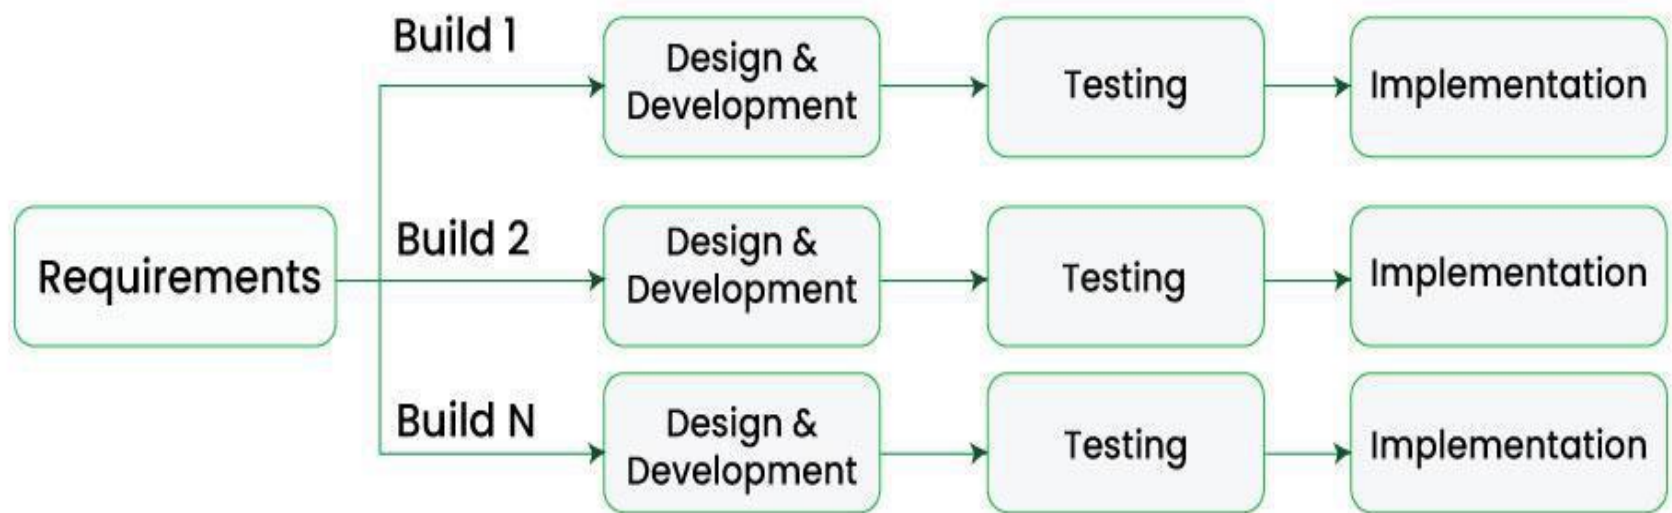 Build 1
Design &
Development
Testing
Implementation
Requirements
Build 2
Design &
Development
Testing
Implementation
Build N
Design &
Development
Testing
Implementation